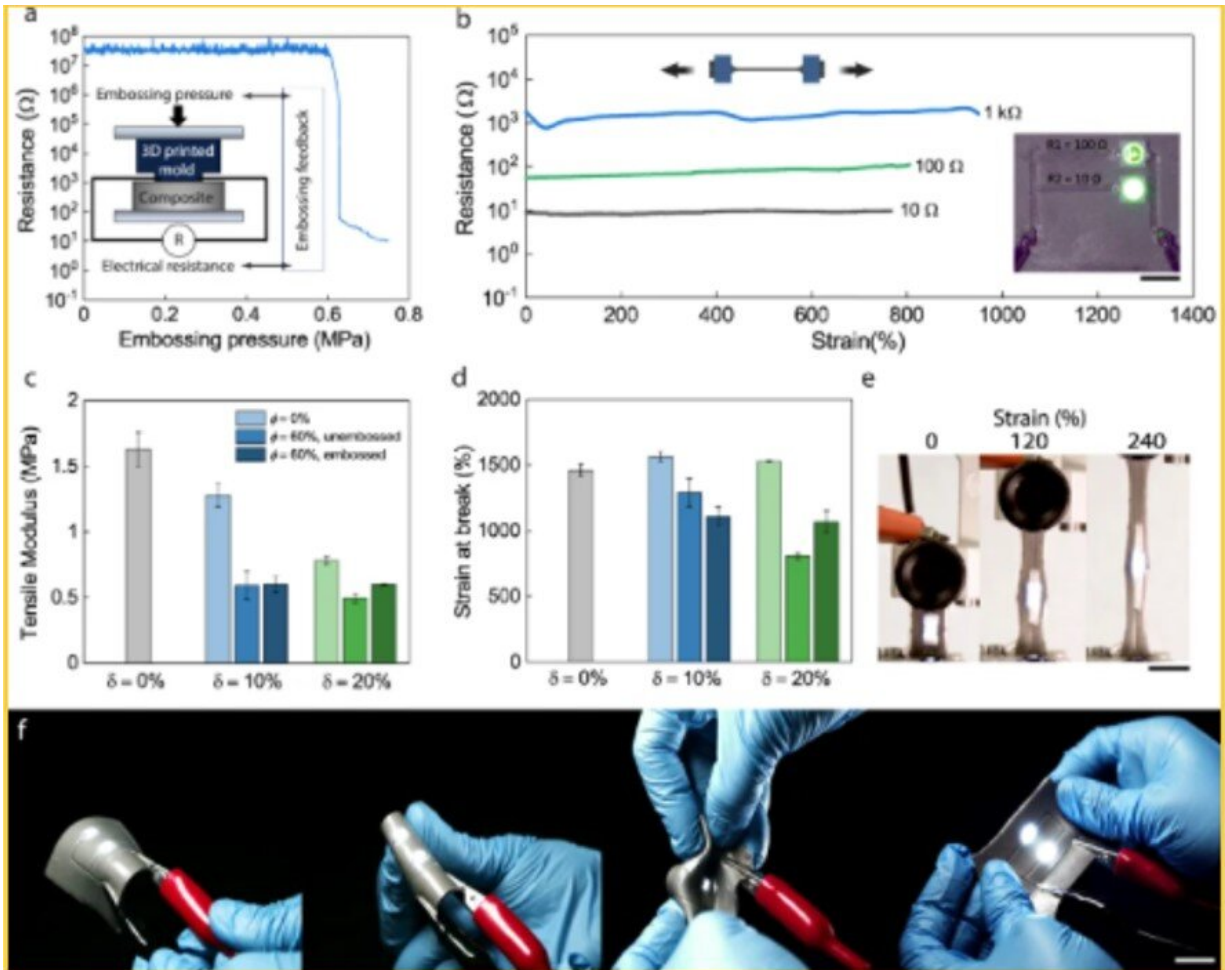 a
10⁸
10⁷
10⁶
10⁵
10⁴
10³
10²
10¹
10⁰
10⁻¹
Resistance (Ω)
Embossing pressure
3D printed
mold
Composite
R
Electrical resistance
Embossing feedback
0
0.2
0.4
0.6
0.8
Embossing pressure (MPa)
b
10⁵
10⁴
10³
10²
10¹
10⁰
10⁻¹
Resistance (Ω)
1 kΩ
100 Ω
10 Ω
R1 = 100 Ω
R2 = 10 Ω
0
200
400
600
800
1000
1200
1400
Strain(%)
c
2
1.5
1
0.5
0
Tensile Modulus (MPa)
ϕ = 0%
ϕ = 60%, unembossed
ϕ = 60%, embossed
δ = 0%
δ = 10%
δ = 20%
d
2000
1500
1000
500
0
Strain at break (%)
δ = 0%
δ = 10%
δ = 20%
e
Strain (%)
0
120
240
f